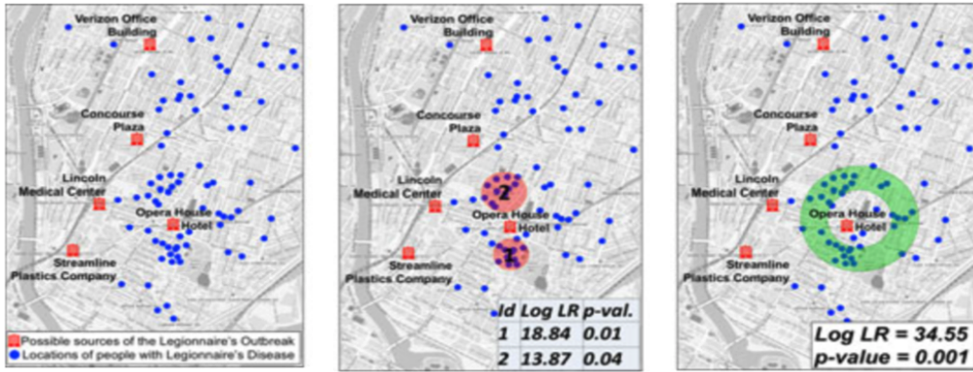 Verizon Office
Building
Concourse
Plaza
Lincoln
Medical Center
Opera House
Hotel
Streamline
Plastics Company
Possible sources of the Legionnaire's Outbreak
Locations of people with Legionnaire's Disease
Verizon Office
Building
Concourse
Plaza
Lincoln
Medical Center
2
Opera House
Hotel
1
Streamline
Plastics Company
Id Log LR p-val.
1 18.84 0.01
2 13.87 0.04
Verizon Office
Building
Concourse
Plaza
Lincoln
Medical Center
Opera House
Hotel
Streamline
Plastics Company
Log LR = 34.55
p-value = 0.001